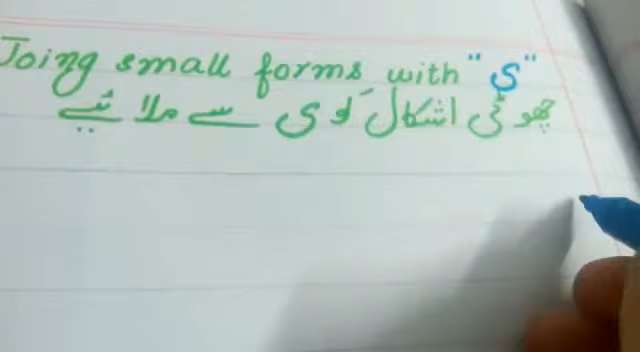 Joing small forms with "ی"
چھوٹی اشکال کو ی سے ملائیے